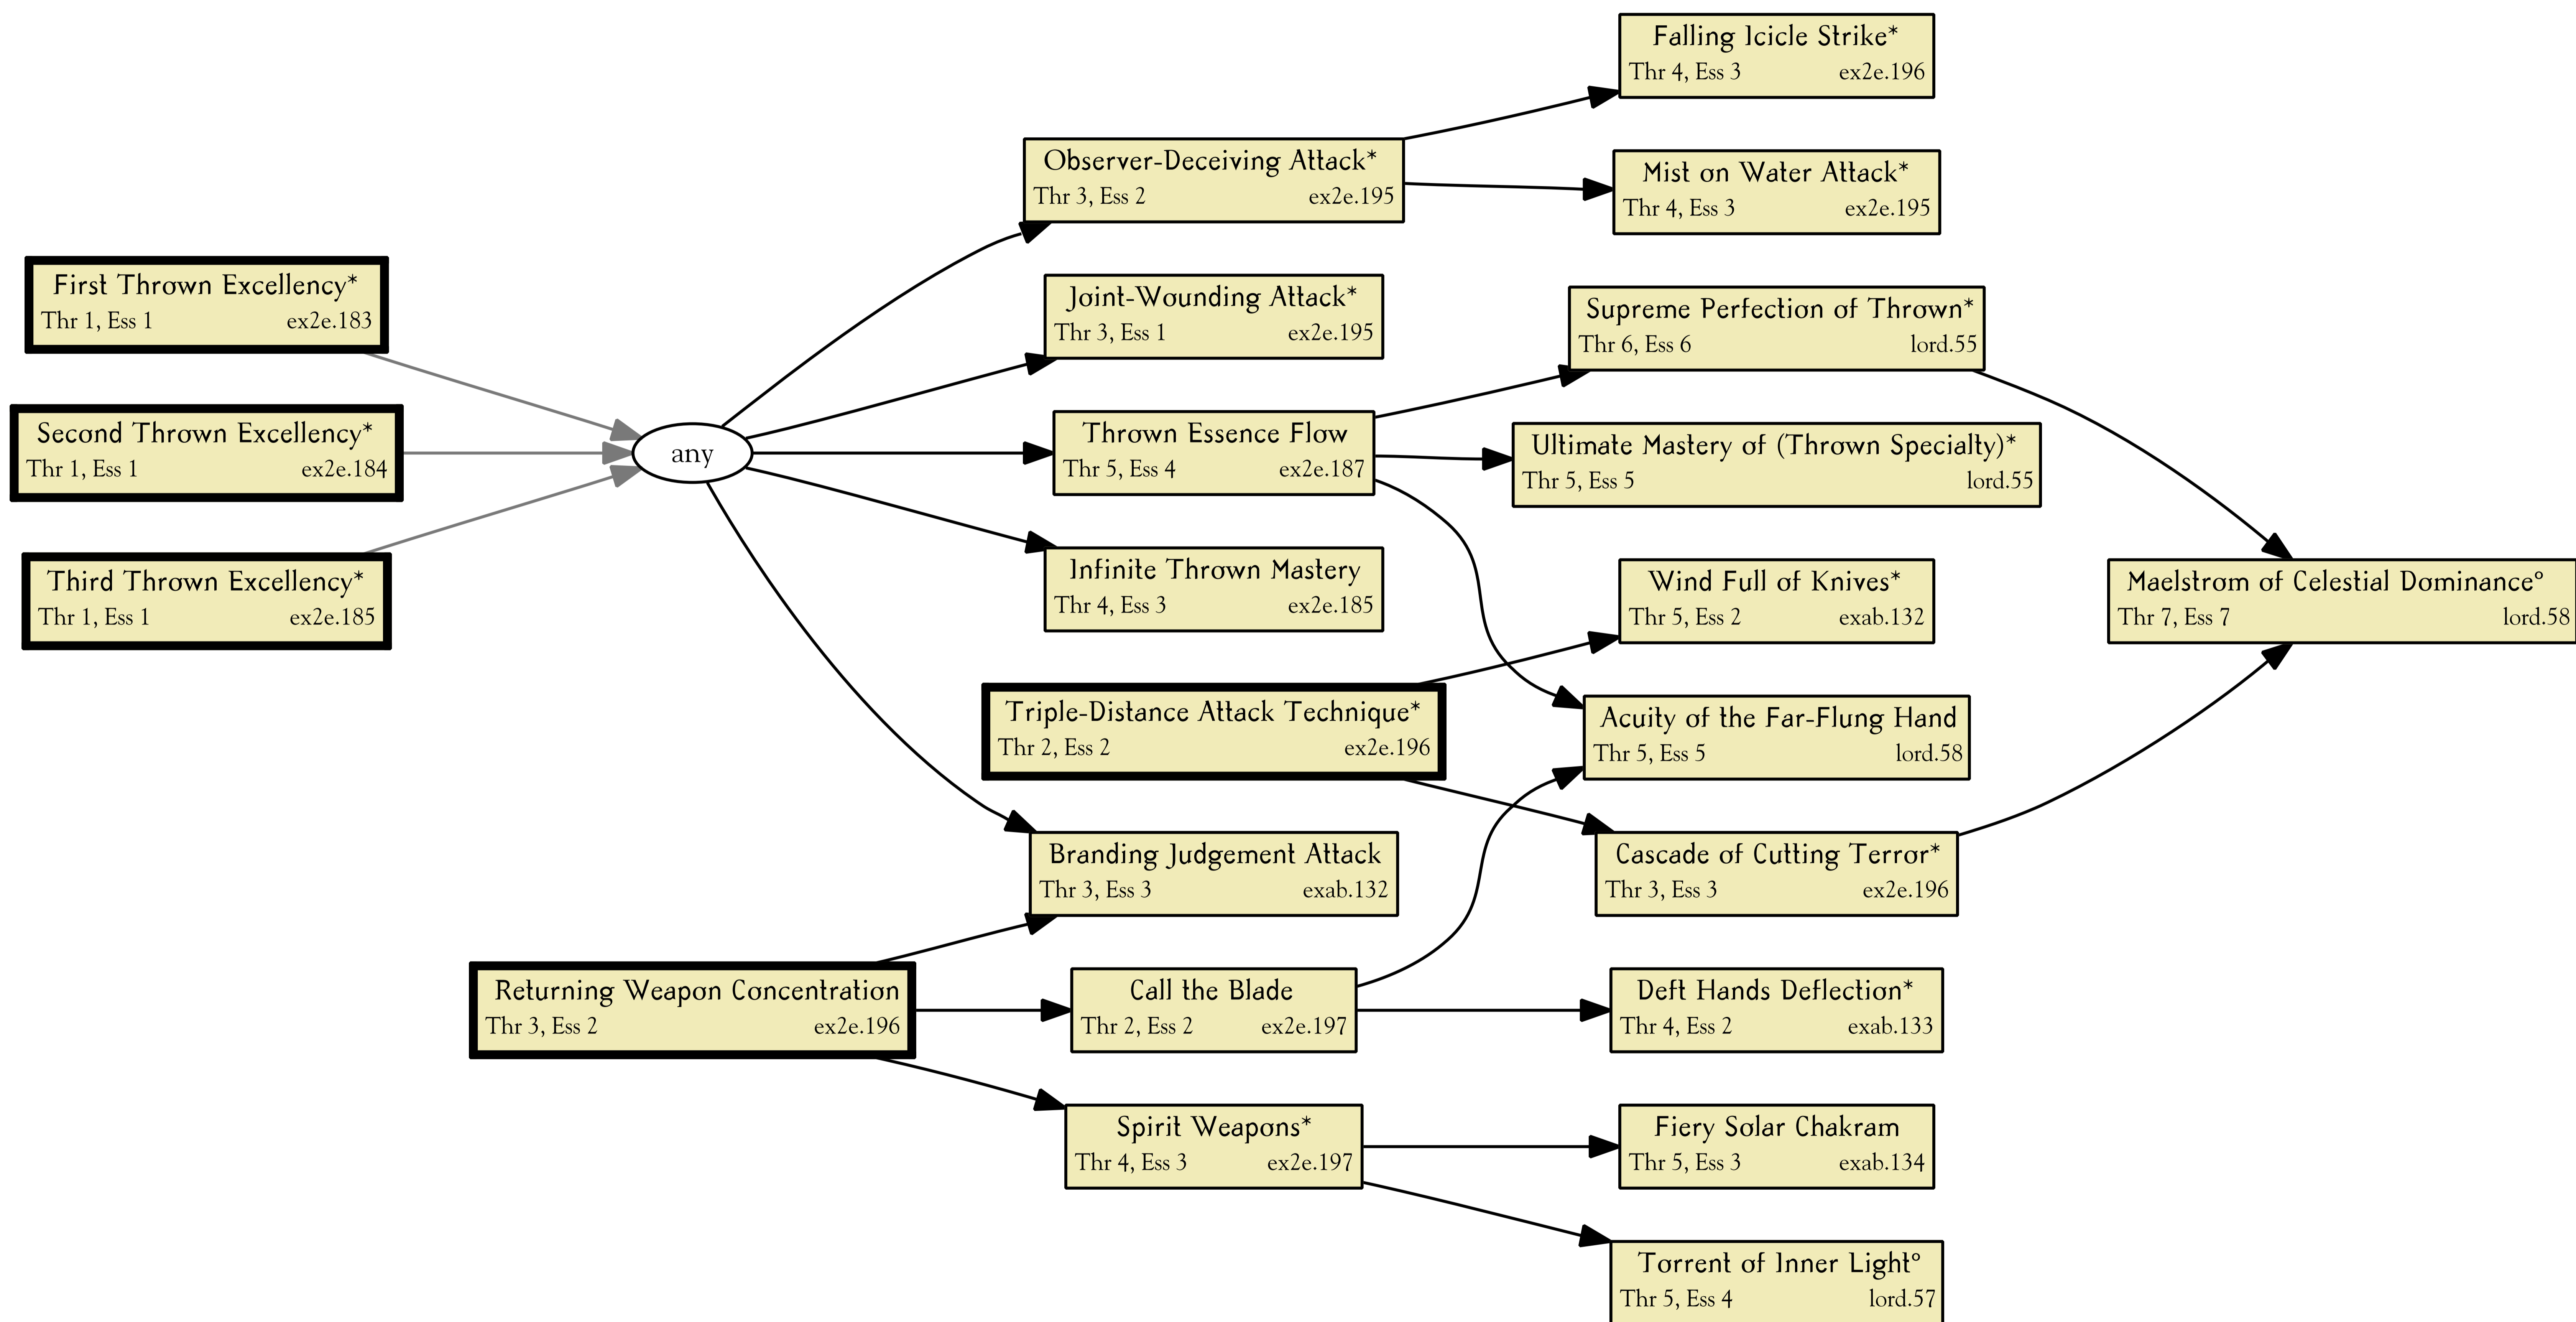 First Thrown Excellency*
Thr 1, Ess 1 ex2e.183
Second Thrown Excellency*
Thr 1, Ess 1 ex2e.184
Third Thrown Excellency*
Thr 1, Ess 1 ex2e.185
any
Returning Weapon Concentration
Thr 3, Ess 2 ex2e.196
Observer-Deceiving Attack*
Thr 3, Ess 2 ex2e.195
Joint-Wounding Attack*
Thr 3, Ess 1 ex2e.195
Thrown Essence Flow
Thr 5, Ess 4 ex2e.187
Infinite Thrown Mastery
Thr 4, Ess 3 ex2e.185
Triple-Distance Attack Technique*
Thr 2, Ess 2 ex2e.196
Branding Judgement Attack
Thr 3, Ess 3 exab.132
Call the Blade
Thr 2, Ess 2 ex2e.197
Spirit Weapons*
Thr 4, Ess 3 ex2e.197
Falling Icicle Strike*
Thr 4, Ess 3 ex2e.196
Mist on Water Attack*
Thr 4, Ess 3 ex2e.195
Supreme Perfection of Thrown*
Thr 6, Ess 6 lord.55
Ultimate Mastery of (Thrown Specialty)*
Thr 5, Ess 5 lord.55
Wind Full of Knives*
Thr 5, Ess 2 exab.132
Acuity of the Far-Flung Hand
Thr 5, Ess 5 lord.58
Cascade of Cutting Terror*
Thr 3, Ess 3 ex2e.196
Deft Hands Deflection*
Thr 4, Ess 2 exab.133
Fiery Solar Chakram
Thr 5, Ess 3 exab.134
Torrent of Inner Light°
Thr 5, Ess 4 lord.57
Maelstrom of Celestial Dominance°
Thr 7, Ess 7 lord.58